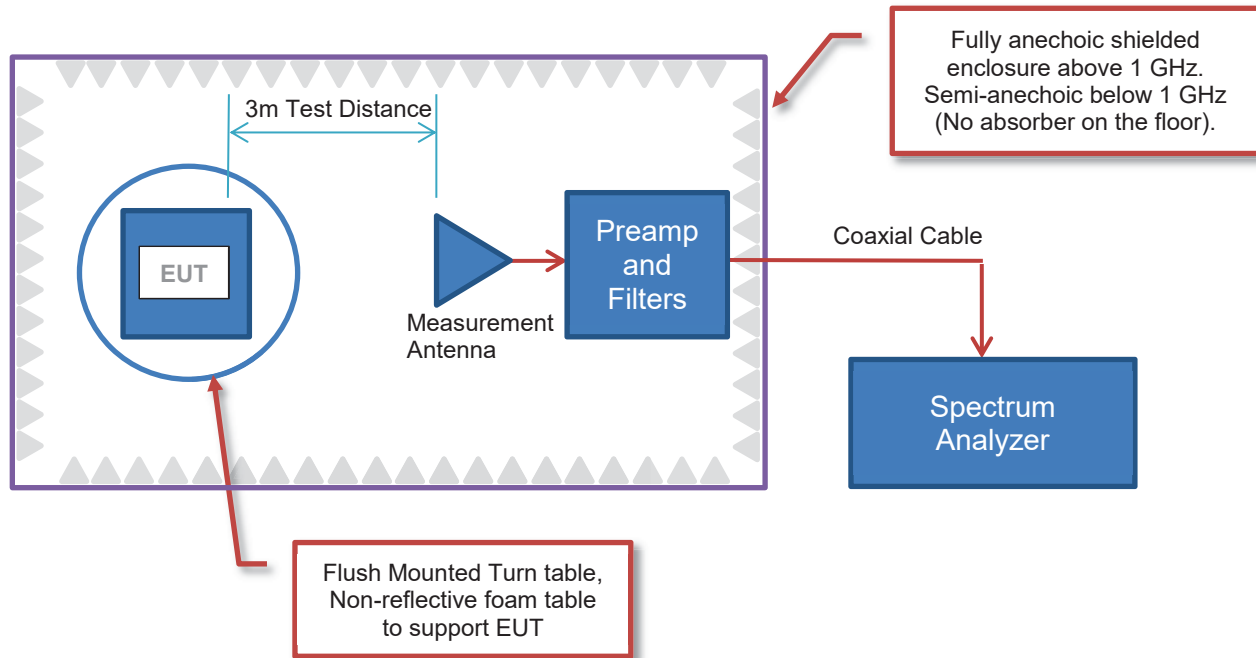 Fully anechoic shielded
enclosure above 1 GHz.
Semi-anechoic below 1 GHz
(No absorber on the floor).
3m Test Distance
EUT
Measurement
Antenna
Preamp
and
Filters
Coaxial Cable
Spectrum
Analyzer
Flush Mounted Turn table,
Non-reflective foam table
to support EUT